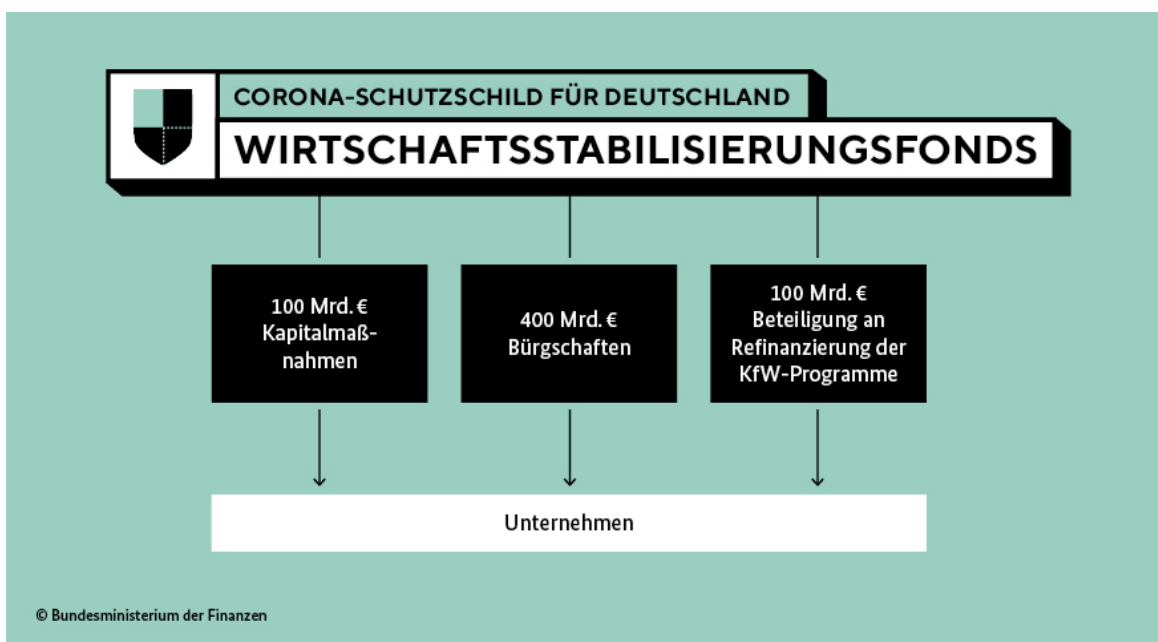 CORONA-SCHUTZSCHILD FÜR DEUTSCHLAND
WIRTSCHAFTSSTABILISIERUNGSFONDS
100 Mrd. €
Kapitalmaß-
nahmen
400 Mrd. €
Bürgschaften
100 Mrd. €
Beteiligung an
Refinanzierung der
KfW-Programme
Unternehmen
© Bundesministerium der Finanzen